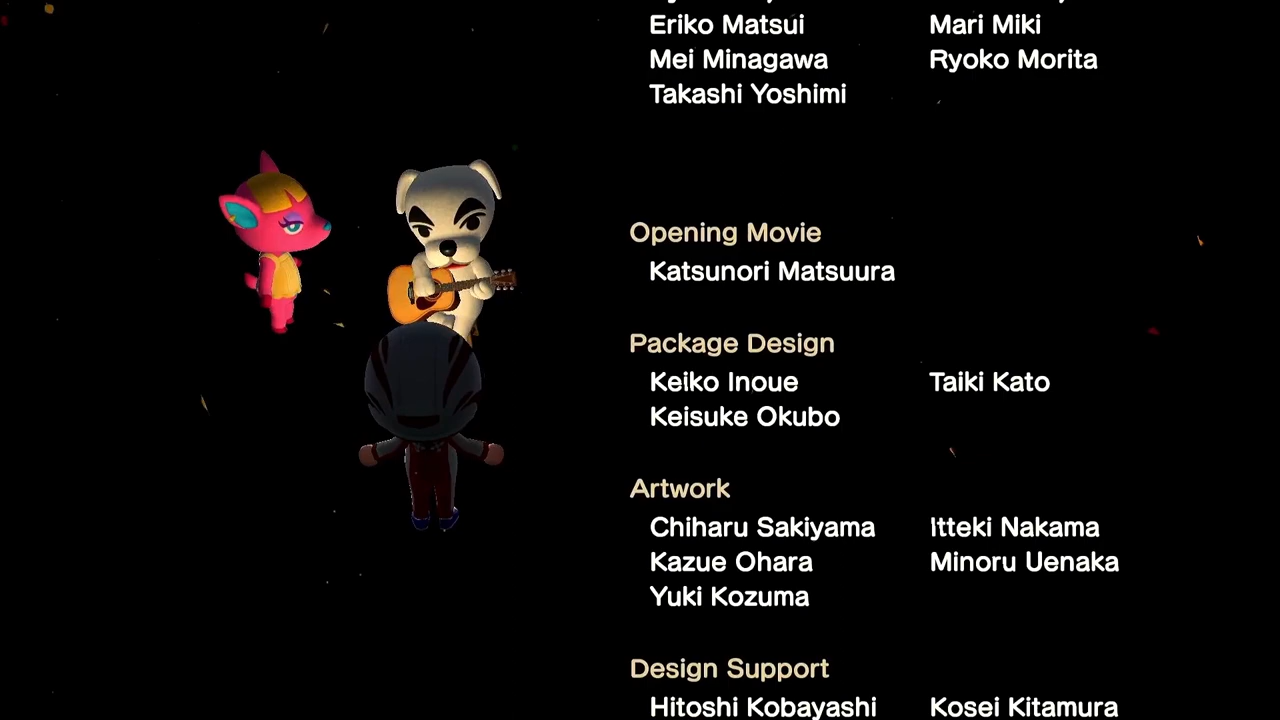 Eriko Matsui Mari Miki
Mei Minagawa Ryoko Morita
Takashi Yoshimi
Opening Movie
Katsunori Matsuura
Package Design
Keiko Inoue Taiki Kato
Keisuke Okubo
Artwork
Chiharu Sakiyama Itteki Nakama
Kazue Ohara Minoru Uenaka
Yuki Kozuma
Design Support
Hitoshi Kobayashi Kosei Kitamura